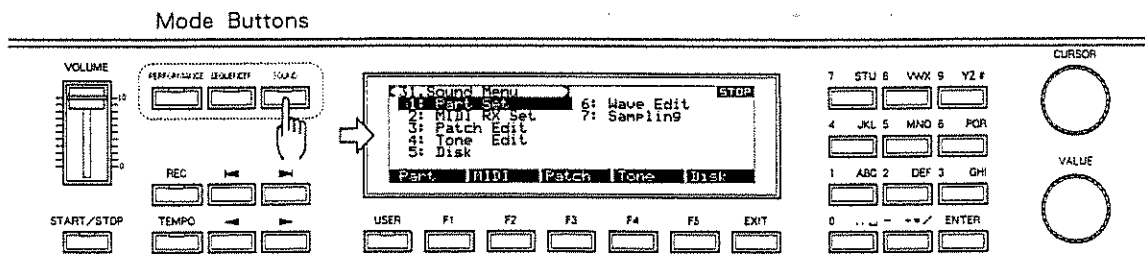 Mode Buttons
VOLUME
PERFORMANCE SEQUENCER SOUND
10
0
REC
START/STOP TEMPO
31.Sound Menu STOP
1: Part Set 6: Wave Edit
2: MIDI RX Set 7: Sampling
3: Patch Edit
4: Tone Edit
5: Disk
Part MIDI Patch Tone Disk
USER F1 F2 F3 F4 F5 EXIT
7 STU 8 VWX 9 YZ#
4 JKL 5 MNO 6 PQR
1 ABC 2 DEF 3 GHI
0 ENTER
CURSOR
VALUE